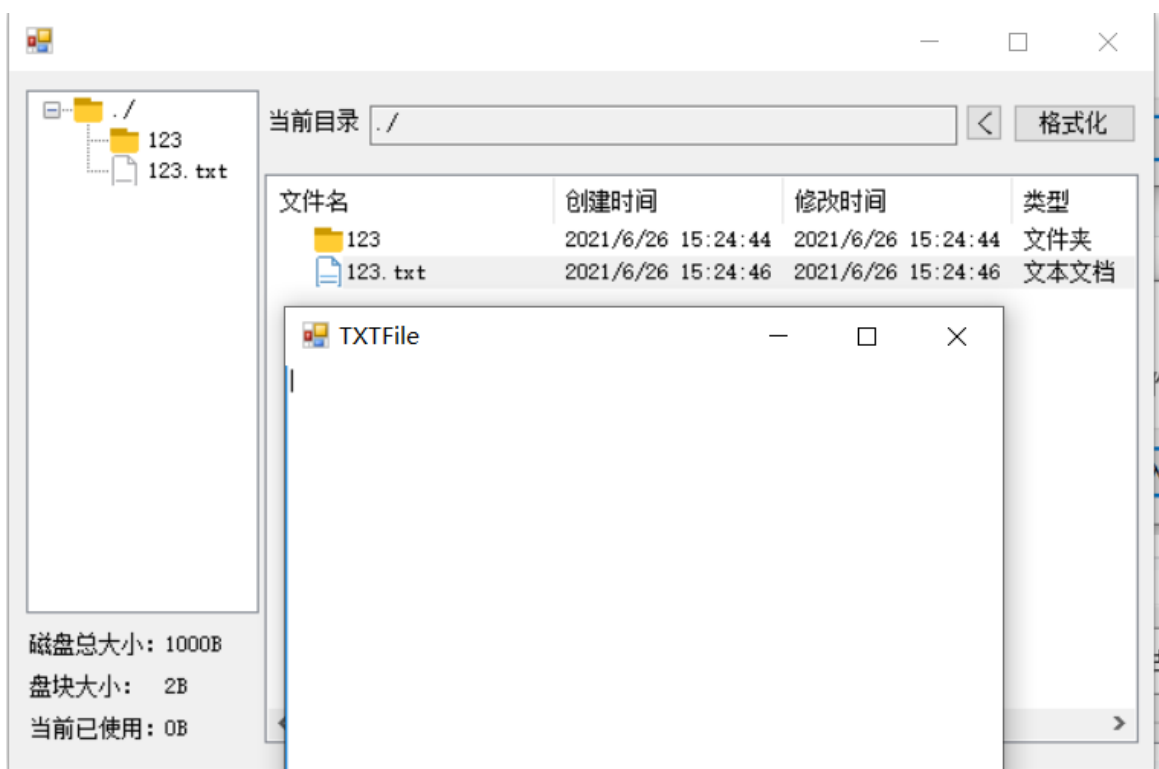 ./
123
123.txt
当前目录 ./ < 格式化
文件名 创建时间 修改时间 类型
123 2021/6/26 15:24:44 2021/6/26 15:24:44 文件夹
123.txt 2021/6/26 15:24:46 2021/6/26 15:24:46 文本文档
TXTFile
磁盘总大小: 1000B
盘块大小: 2B
当前已使用: 0B